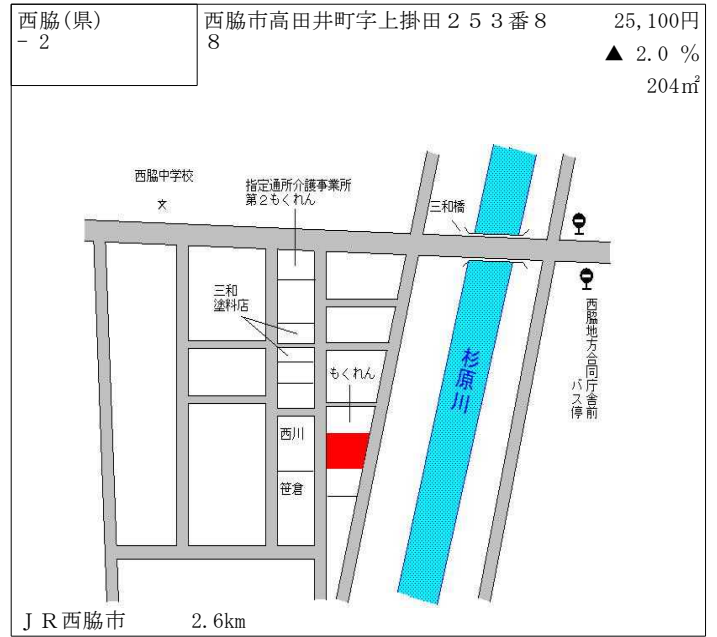 西脇(県)
- 2
西脇市高田井町字上掛田２５３番８
8
25,100円
▲ 2.0 %
204㎡
西脇中学校
文
指定通所介護事業所
第2もくれん
三和橋
三和
塗料店
もくれん
西川
笹倉
杉原川
西脇地方合同庁舎前
バス停
ＪＲ西脇市 2.6km